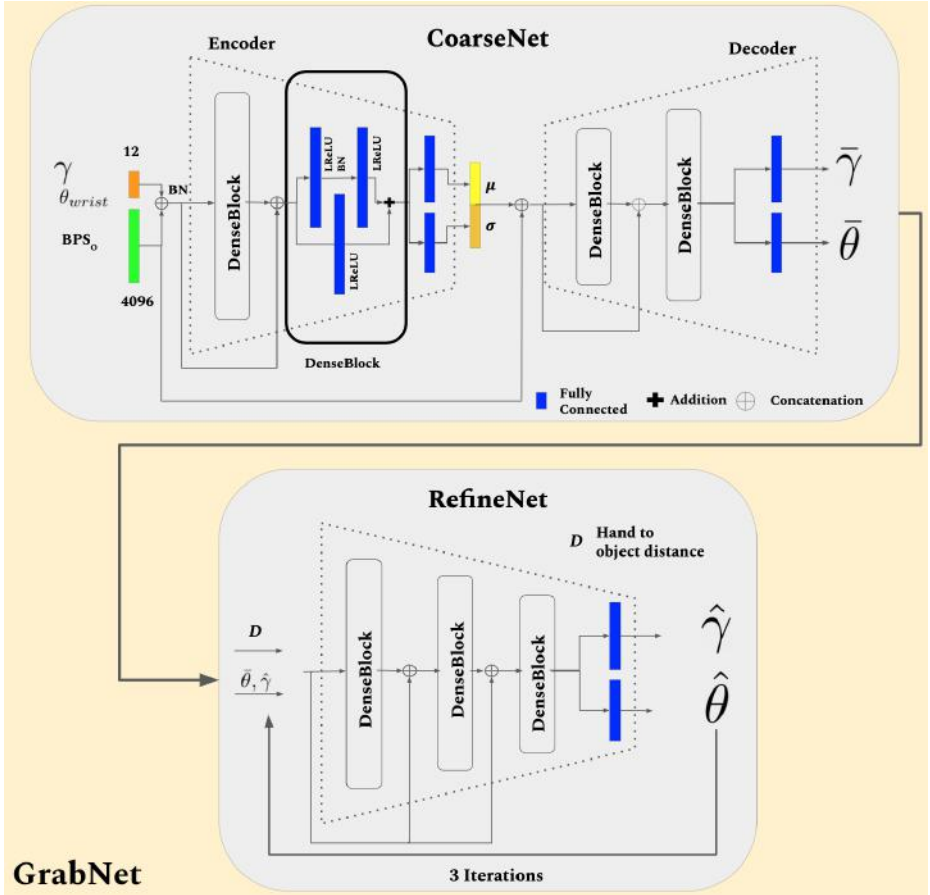 CoarseNet
Encoder
Decoder
12
γ
θ_wrist
BPS_o
4096
BN
DenseBlock
LReLU
BN
LReLU
LReLU
DenseBlock
μ
σ
DenseBlock
DenseBlock
γ̄
θ̄
Fully
Connected
Addition
Concatenation
RefineNet
D Hand to
object distance
D
θ̄, γ̂
DenseBlock
DenseBlock
DenseBlock
γ̂
θ̂
3 Iterations
GrabNet